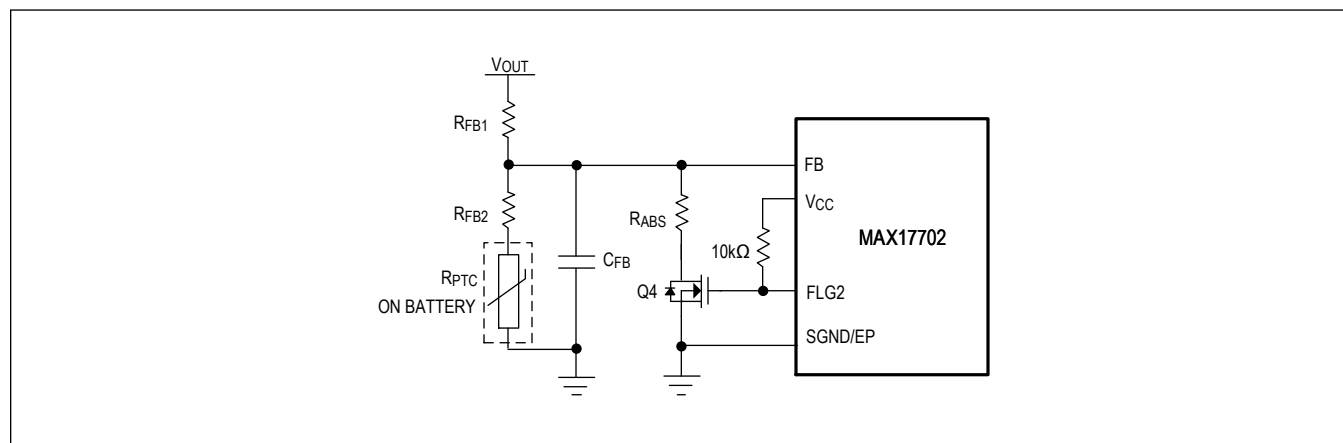 VOUT
RFB1
FB
RFB2
RABS
VCC
MAX17702
10kΩ
CFB
RPTC
ON BATTERY
Q4
FLG2
SGND/EP